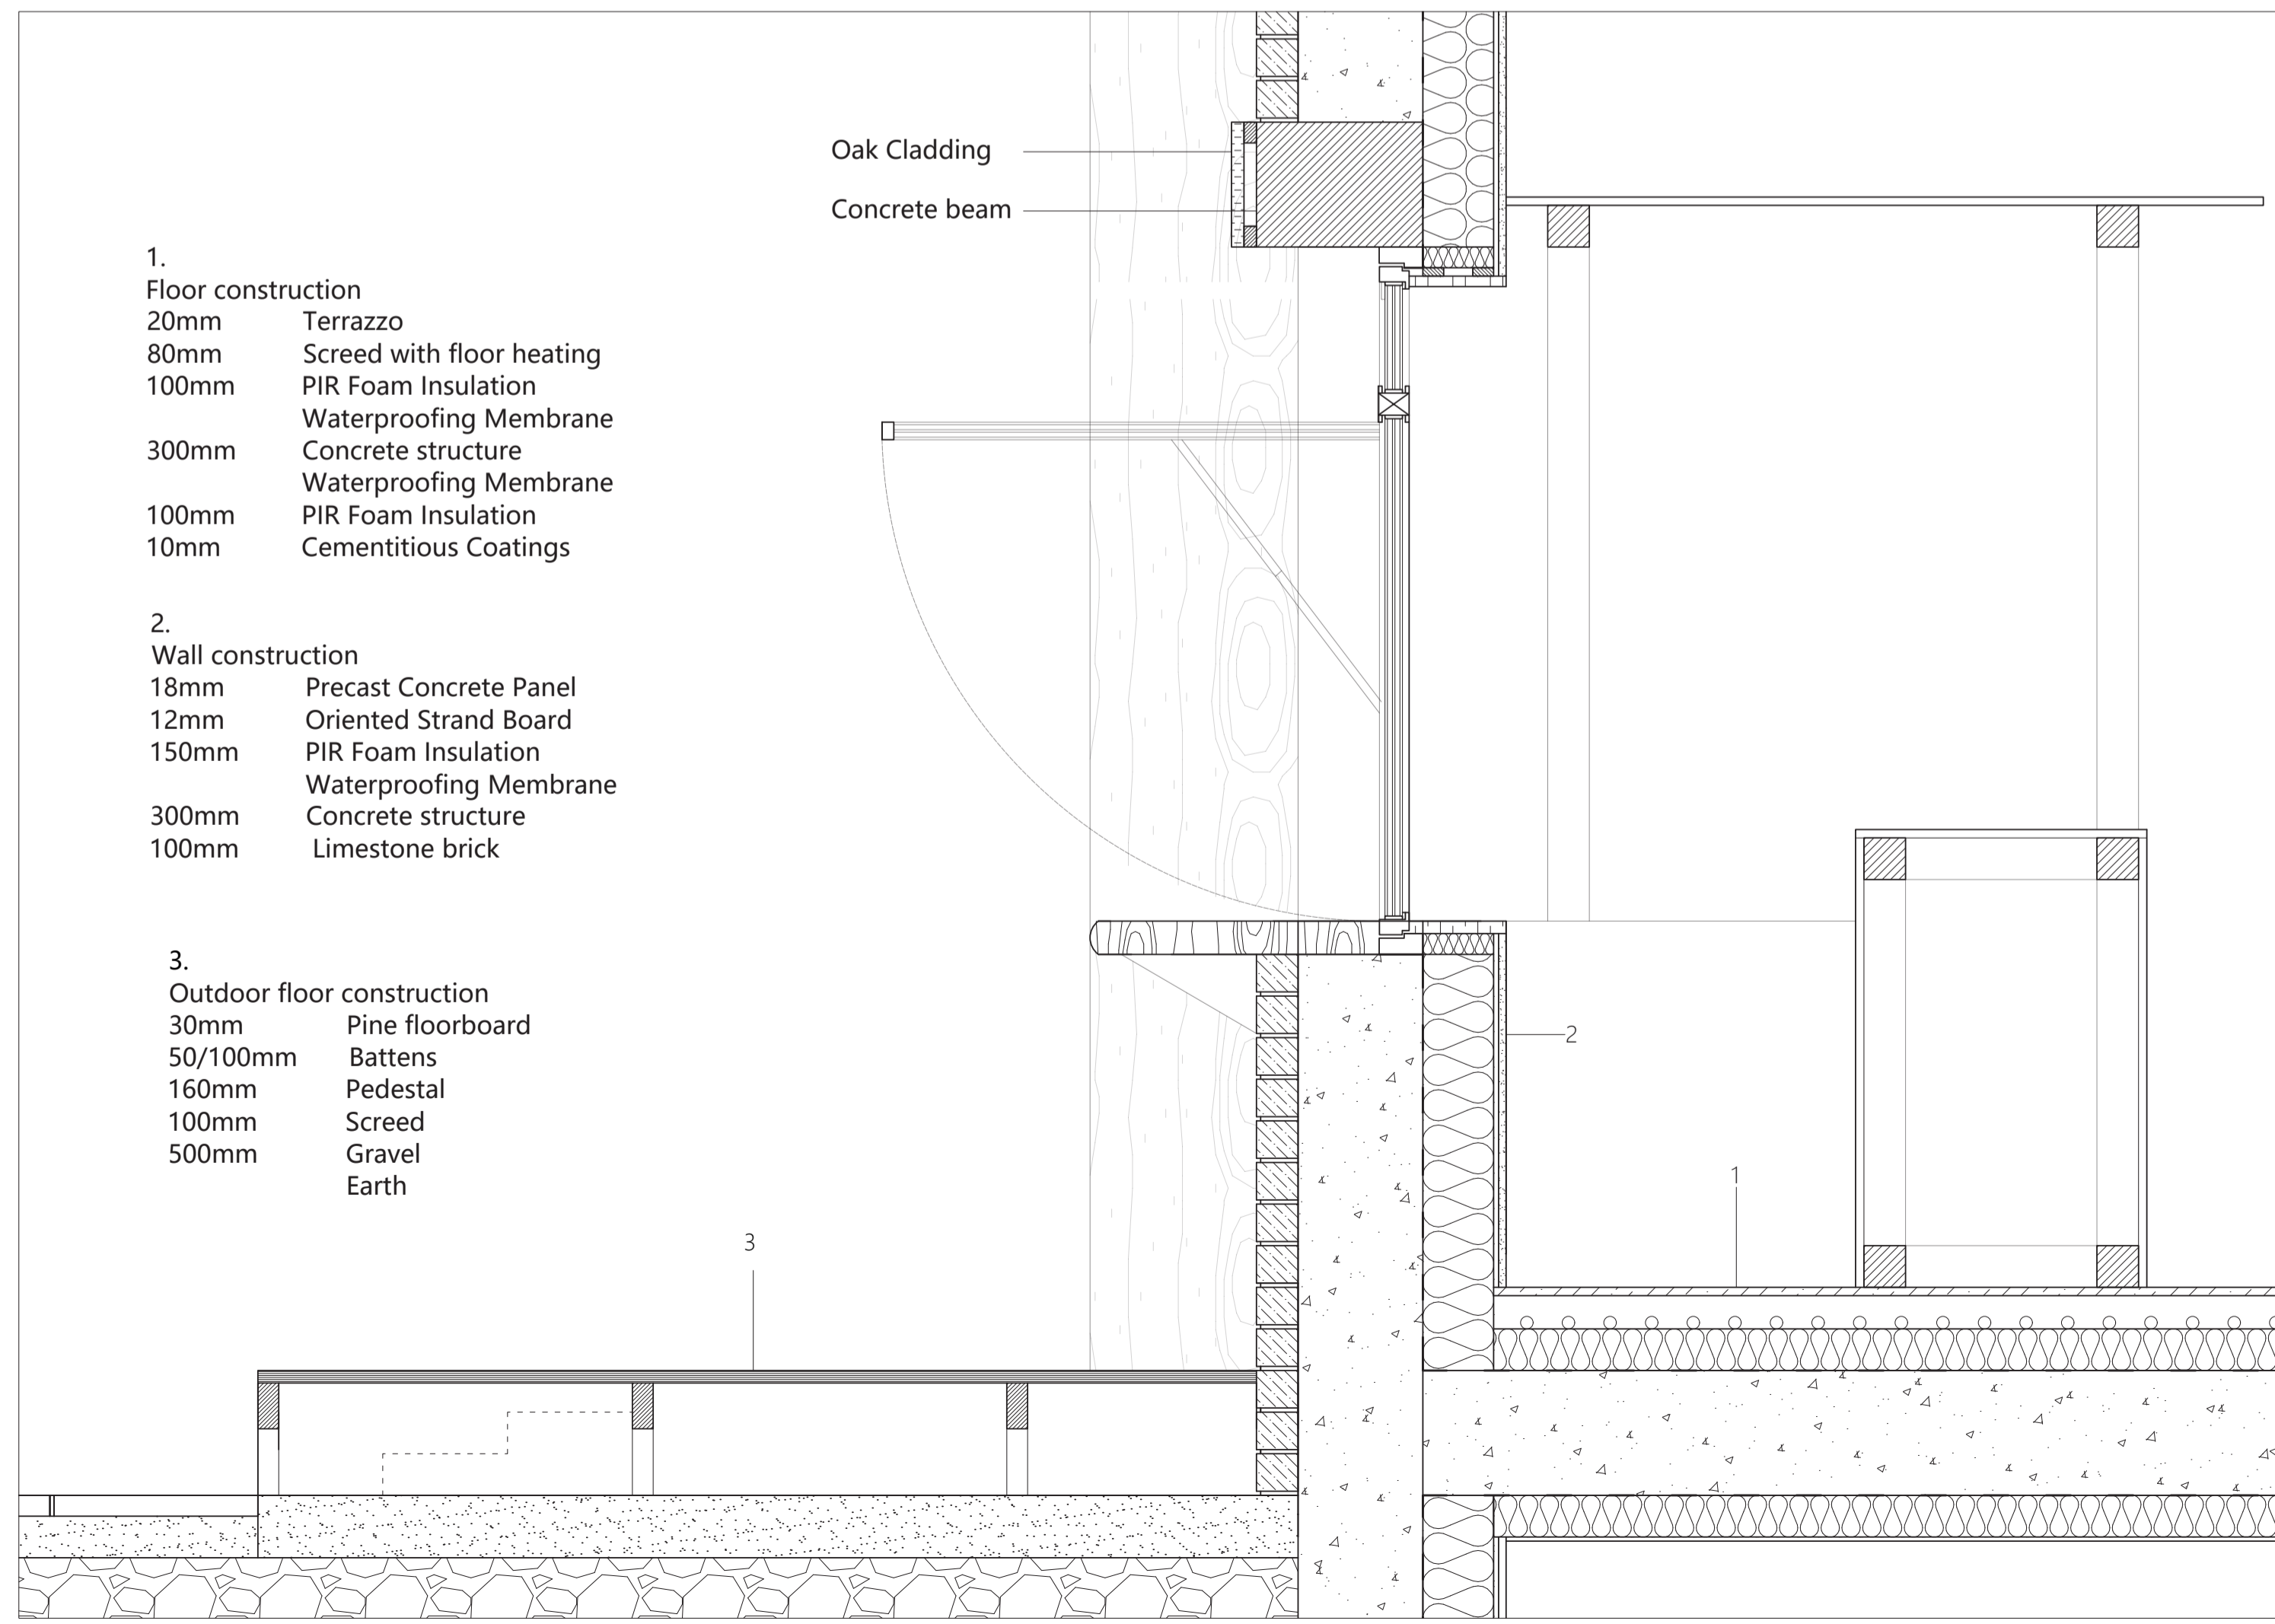 Oak Cladding
Concrete beam
1.
Floor construction
20mm Terrazzo
80mm Screed with floor heating
100mm PIR Foam Insulation
Waterproofing Membrane
300mm Concrete structure
Waterproofing Membrane
100mm PIR Foam Insulation
10mm Cementitious Coatings
2.
Wall construction
18mm Precast Concrete Panel
12mm Oriented Strand Board
150mm PIR Foam Insulation
Waterproofing Membrane
300mm Concrete structure
100mm Limestone brick
3.
Outdoor floor construction
30mm Pine floorboard
50/100mm Battens
160mm Pedestal
100mm Screed
500mm Gravel
Earth
2
1
3